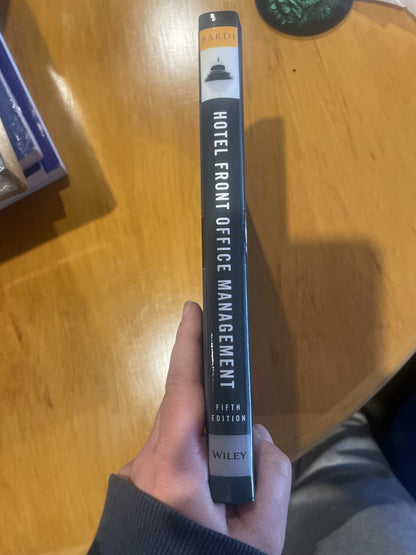 BARDI
HOTEL FRONT OFFICE MANAGEMENT
FIFTH
EDITION
WILEY